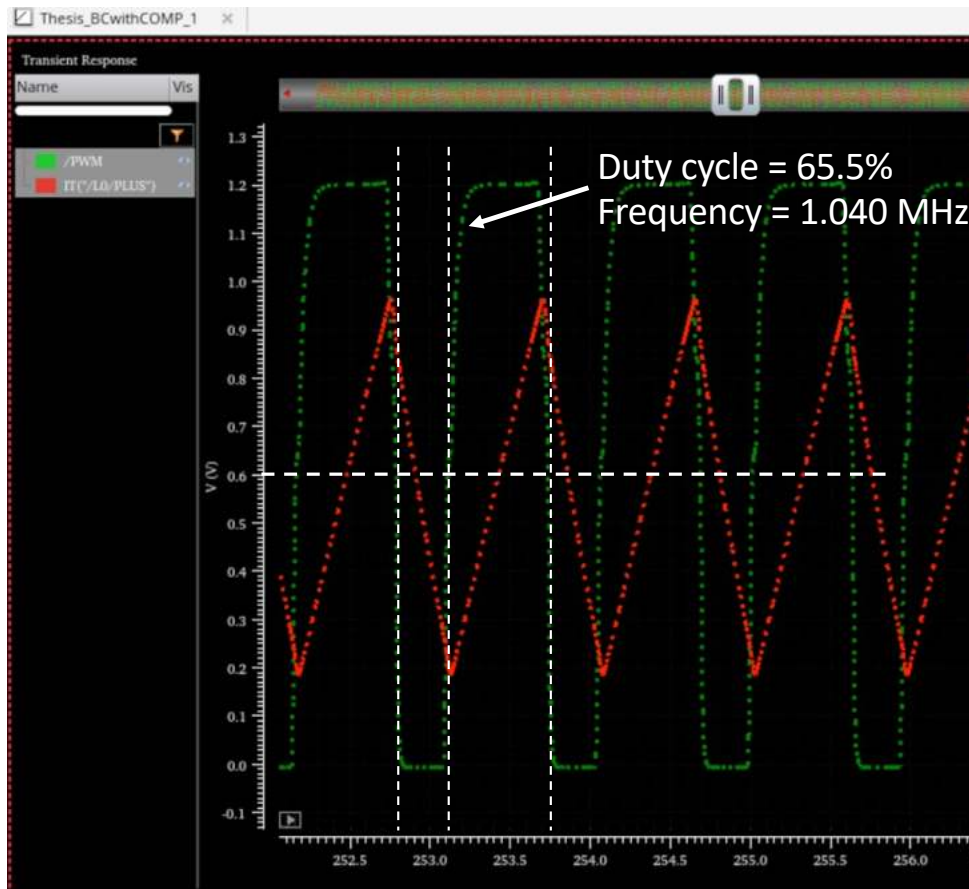 Thesis_BCwithCOMP_1 ×
Transient Response
Name Vis
/PWM
IT("/L0/PLUS")
Duty cycle = 65.5%
Frequency = 1.040 MHz
V (V)
1.3
1.2
1.1
1.0
0.9
0.8
0.7
0.6
0.5
0.4
0.3
0.2
0.1
0.0
-0.1
252.5 253.0 253.5 254.0 254.5 255.0 255.5 256.0